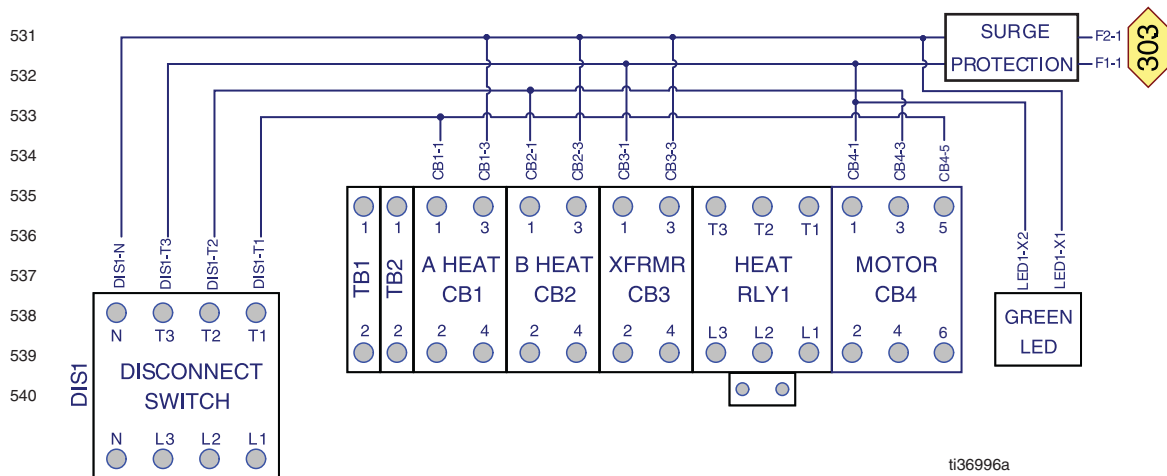 531
532
533
534
535
536
537
538
539
540
SURGE
PROTECTION
F2-1
F1-1
303
CB1-1
CB1-3
CB2-1
CB2-3
CB3-1
CB3-3
CB4-1
CB4-3
CB4-5
DIS1-N
DIS1-T3
DIS1-T2
DIS1-T1
LED1-X2
LED1-X1
1 1 1 3 1 3 1 3 T3 T2 T1 1 3 5
TB1
TB2
A HEAT
CB1
B HEAT
CB2
XFRMR
CB3
HEAT
RLY1
MOTOR
CB4
2 2 2 4 2 4 2 4 L3 L2 L1 2 4 6
GREEN
LED
N T3 T2 T1
DIS1
DISCONNECT
SWITCH
N L3 L2 L1
ti36996a